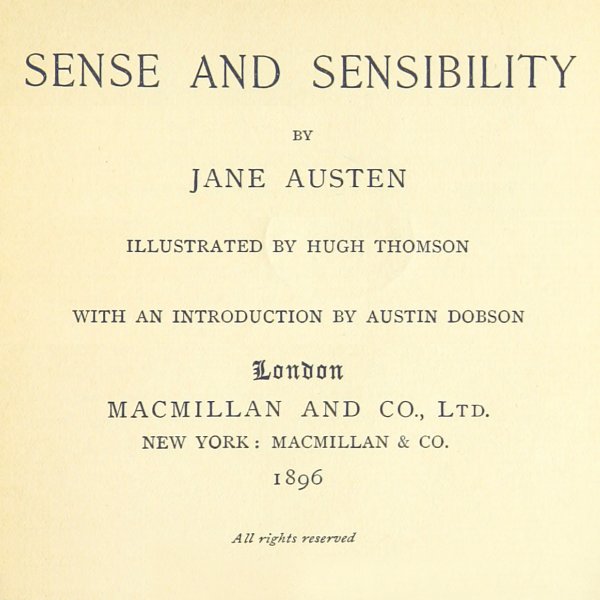 SENSE AND SENSIBILITY
BY
JANE AUSTEN
ILLUSTRATED BY HUGH THOMSON
WITH AN INTRODUCTION BY AUSTIN DOBSON
London
MACMILLAN AND CO., LTD.
NEW YORK: MACMILLAN & CO.
1896
All rights reserved